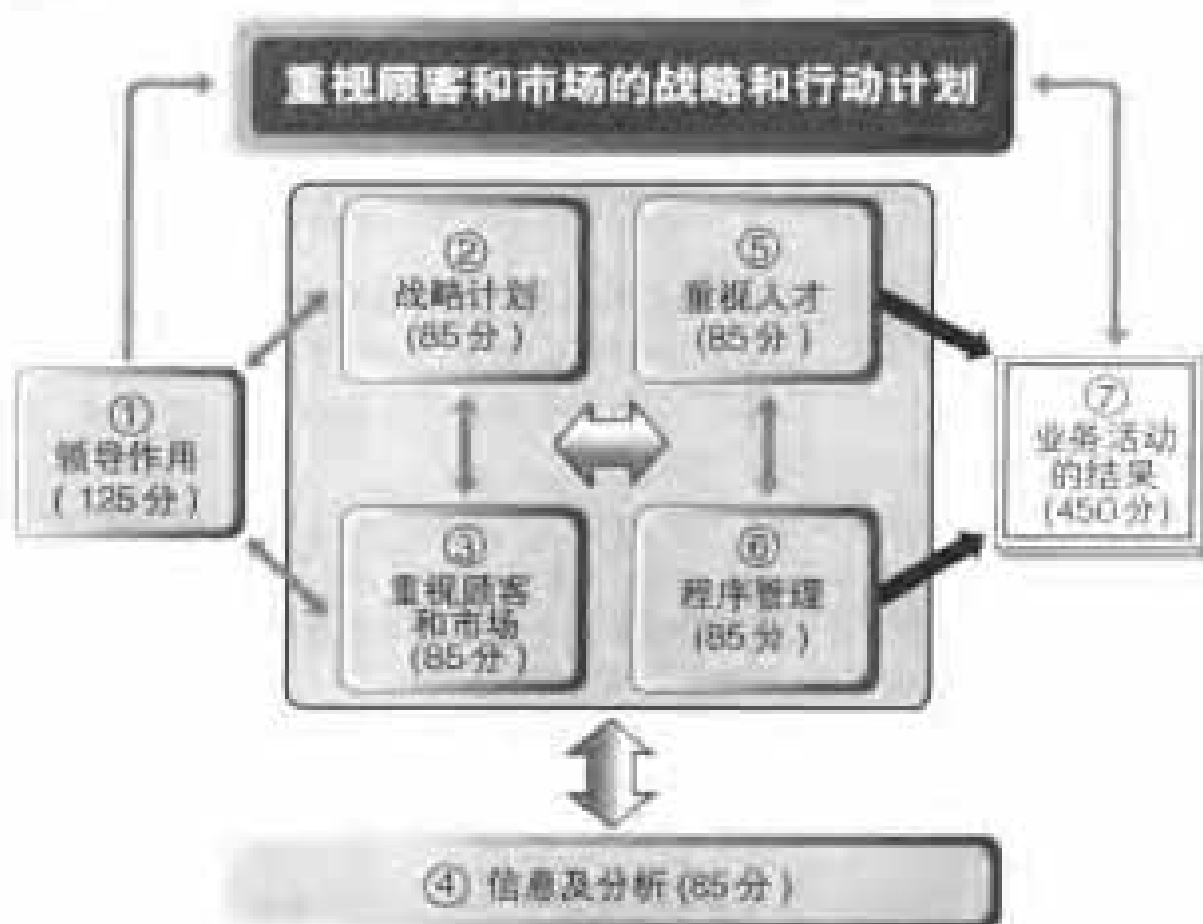 重视顾客和市场的战略和行动计划
②
战略计划
(85分)
⑤
重视人才
(85分)
①
领导作用
(125分)
⑦
业务活动
的结果
(450分)
③
重视顾客
和市场
(85分)
⑥
程序管理
(85分)
④ 信息及分析(85分)